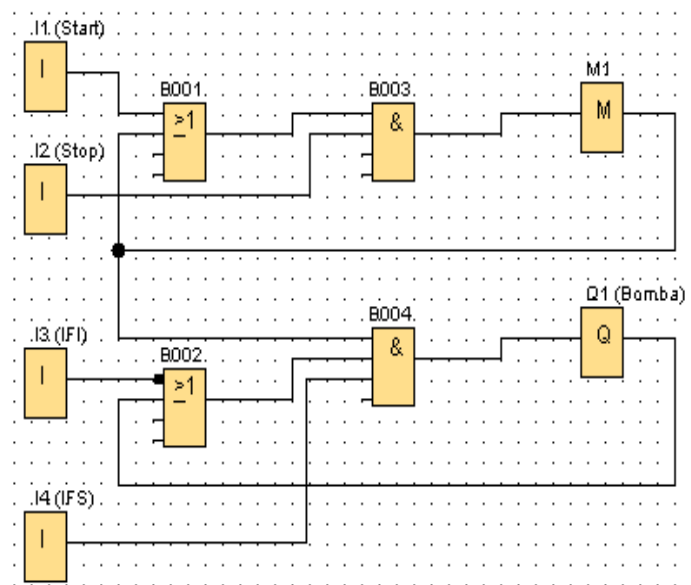 .I1.(Start)
I
B001.
≥1
B003.
&
M1
M
.I2 (Stop)
I
Q1 (Bomba)
B004.
&
Q
.I3 (IFI)
I
B002.
≥1
.I4 (IFS)
I